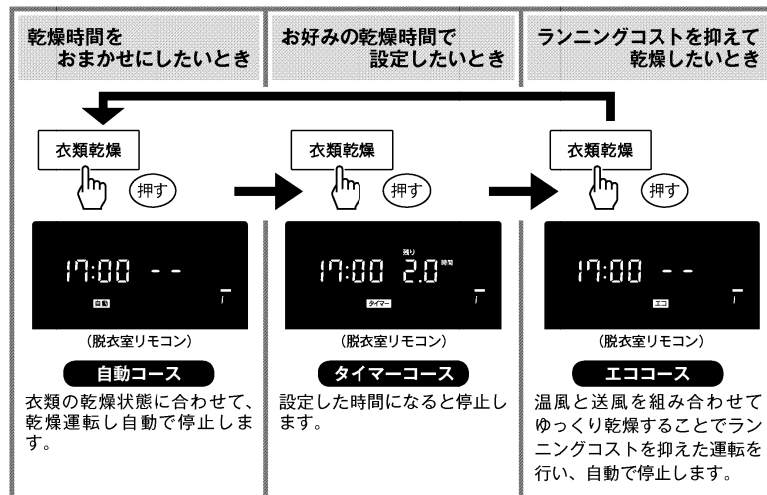 乾燥時間を
おまかせにしたいとき
衣類乾燥
押す
17:00 --
自動
(脱衣室リモコン)
自動コース
衣類の乾燥状態に合わせて、
乾燥運転し自動で停止しま
す。
お好みの乾燥時間で
設定したいとき
衣類乾燥
押す
残り
17:00 2.0 時間
タイマー
(脱衣室リモコン)
タイマーコース
設定した時間になると停止し
ます。
ランニングコストを抑えて
乾燥したいとき
衣類乾燥
押す
17:00 --
エコ
(脱衣室リモコン)
エココース
温風と送風を組み合わせて
ゆっくり乾燥することでラン
ニングコストを抑えた運転を
行い、自動で停止します。